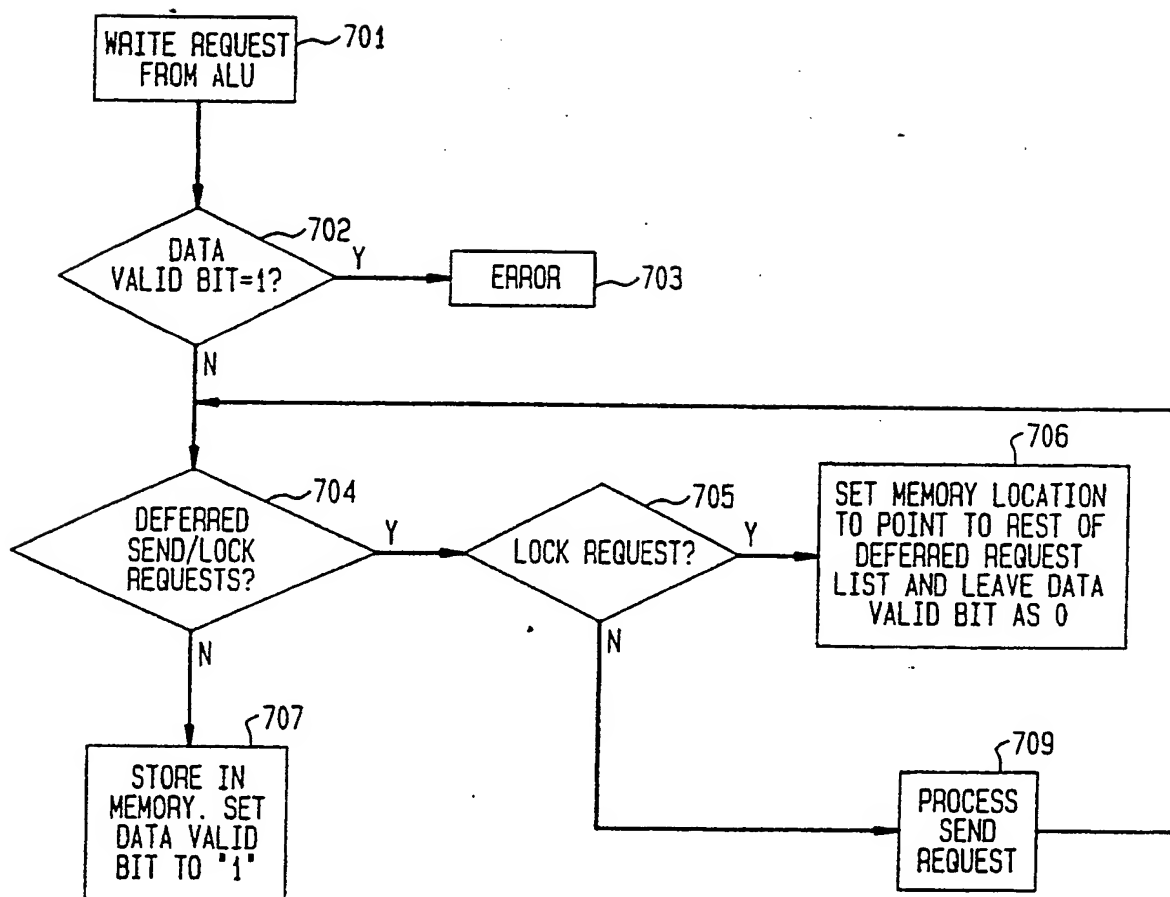 WRITE REQUEST
FROM ALU
701
DATA
VALID BIT=1?
702
Y
ERROR
703
N
DEFERRED
SEND/LOCK
REQUESTS?
704
Y
LOCK REQUEST?
705
Y
706
SET MEMORY LOCATION
TO POINT TO REST OF
DEFERRED REQUEST
LIST AND LEAVE DATA
VALID BIT AS 0
N
N
707
STORE IN
MEMORY. SET
DATA VALID
BIT TO "1"
709
PROCESS
SEND
REQUEST